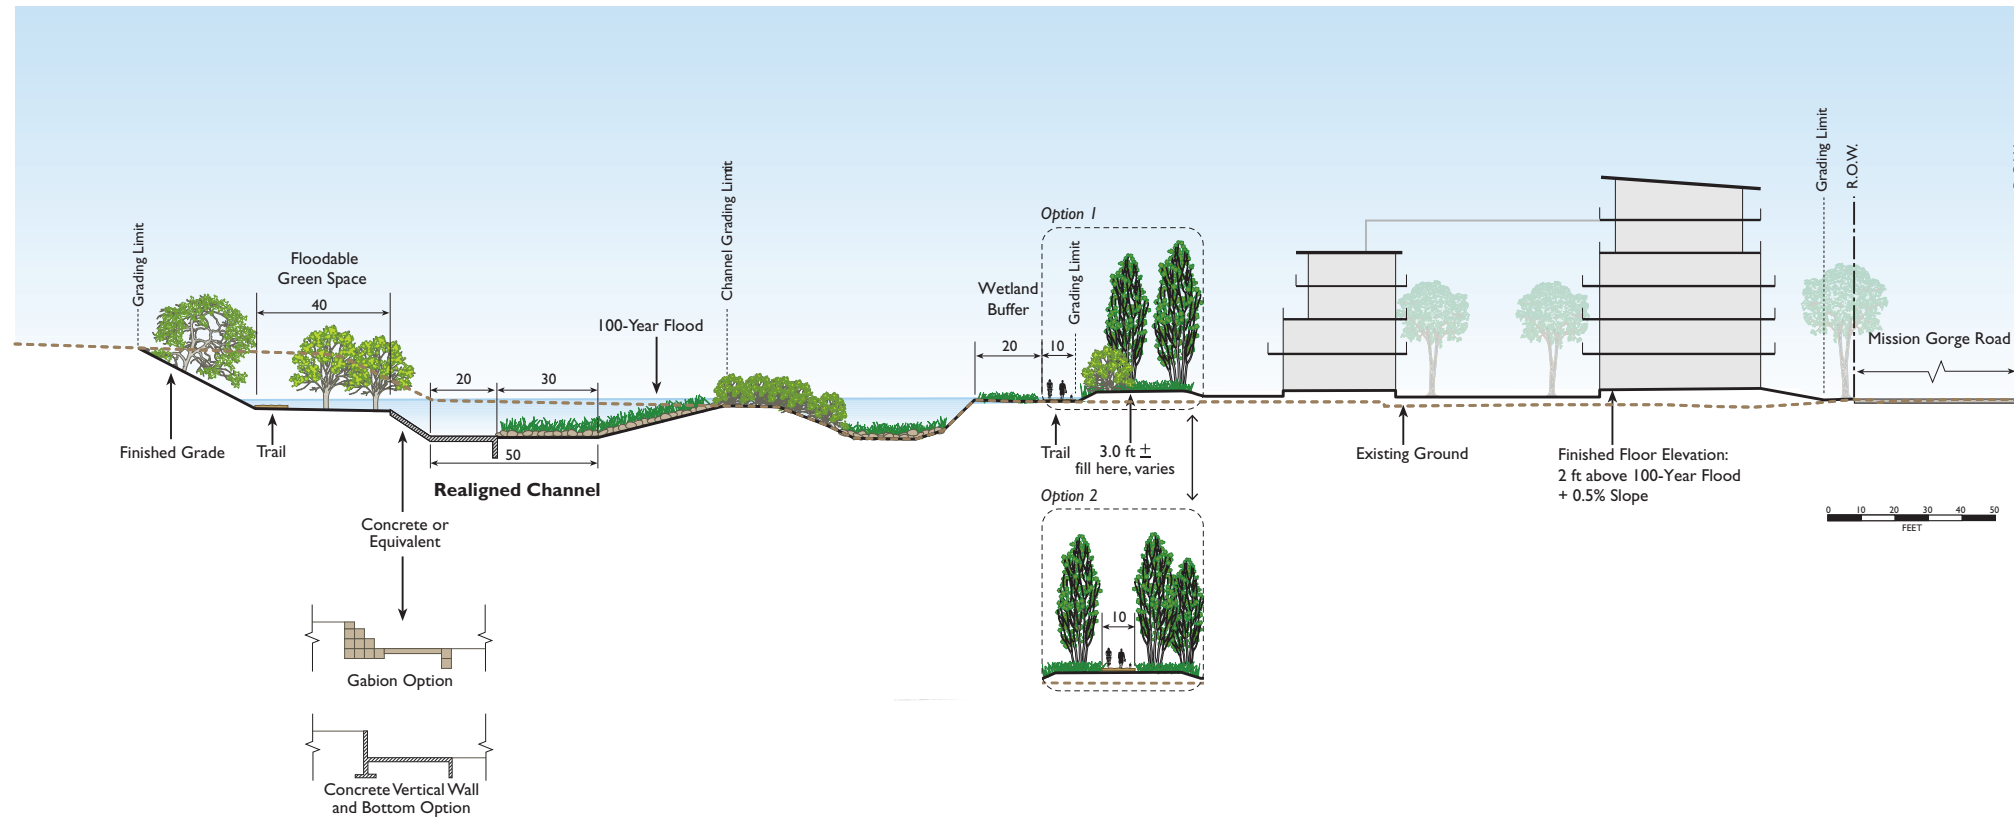 Grading Limit
Floodable
Green Space
40
Channel Grading Limit
100-Year Flood
20
30
50
Realigned Channel
Finished Grade
Trail
Concrete or
Equivalent
Gabion Option
Concrete Vertical Wall
and Bottom Option
Wetland
Buffer
20
10
Option 1
Grading Limit
Trail
3.0 ft ±
fill here, varies
Option 2
10
Existing Ground
Finished Floor Elevation:
2 ft above 100-Year Flood
+ 0.5% Slope
Grading Limit
R.O.W.
Mission Gorge Road
0 10 20 30 40 50
FEET